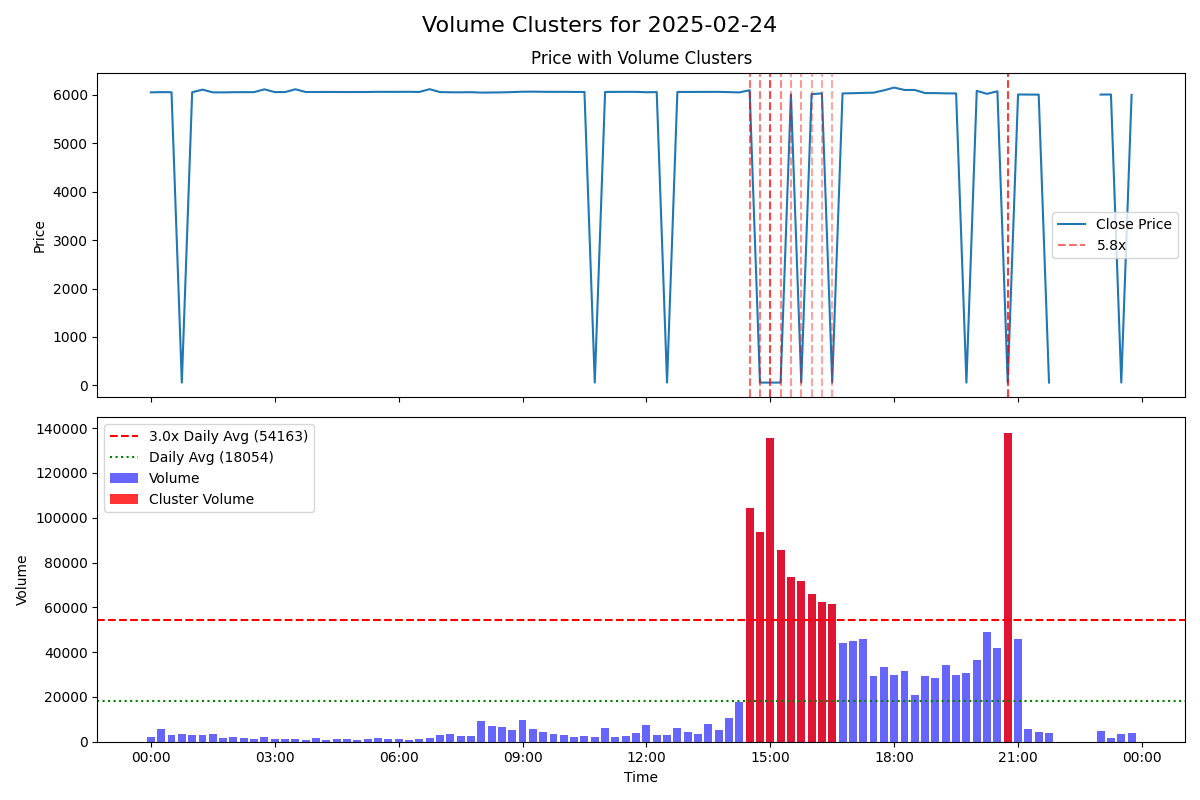 Volume Clusters for 2025-02-24
Price with Volume Clusters
6000
5000
4000
3000
2000
1000
0
Price
Close Price
5.8x
140000
120000
100000
80000
60000
40000
20000
0
Volume
3.0x Daily Avg (54163)
Daily Avg (18054)
Volume
Cluster Volume
00:00
03:00
06:00
09:00
12:00
15:00
18:00
21:00
00:00
Time